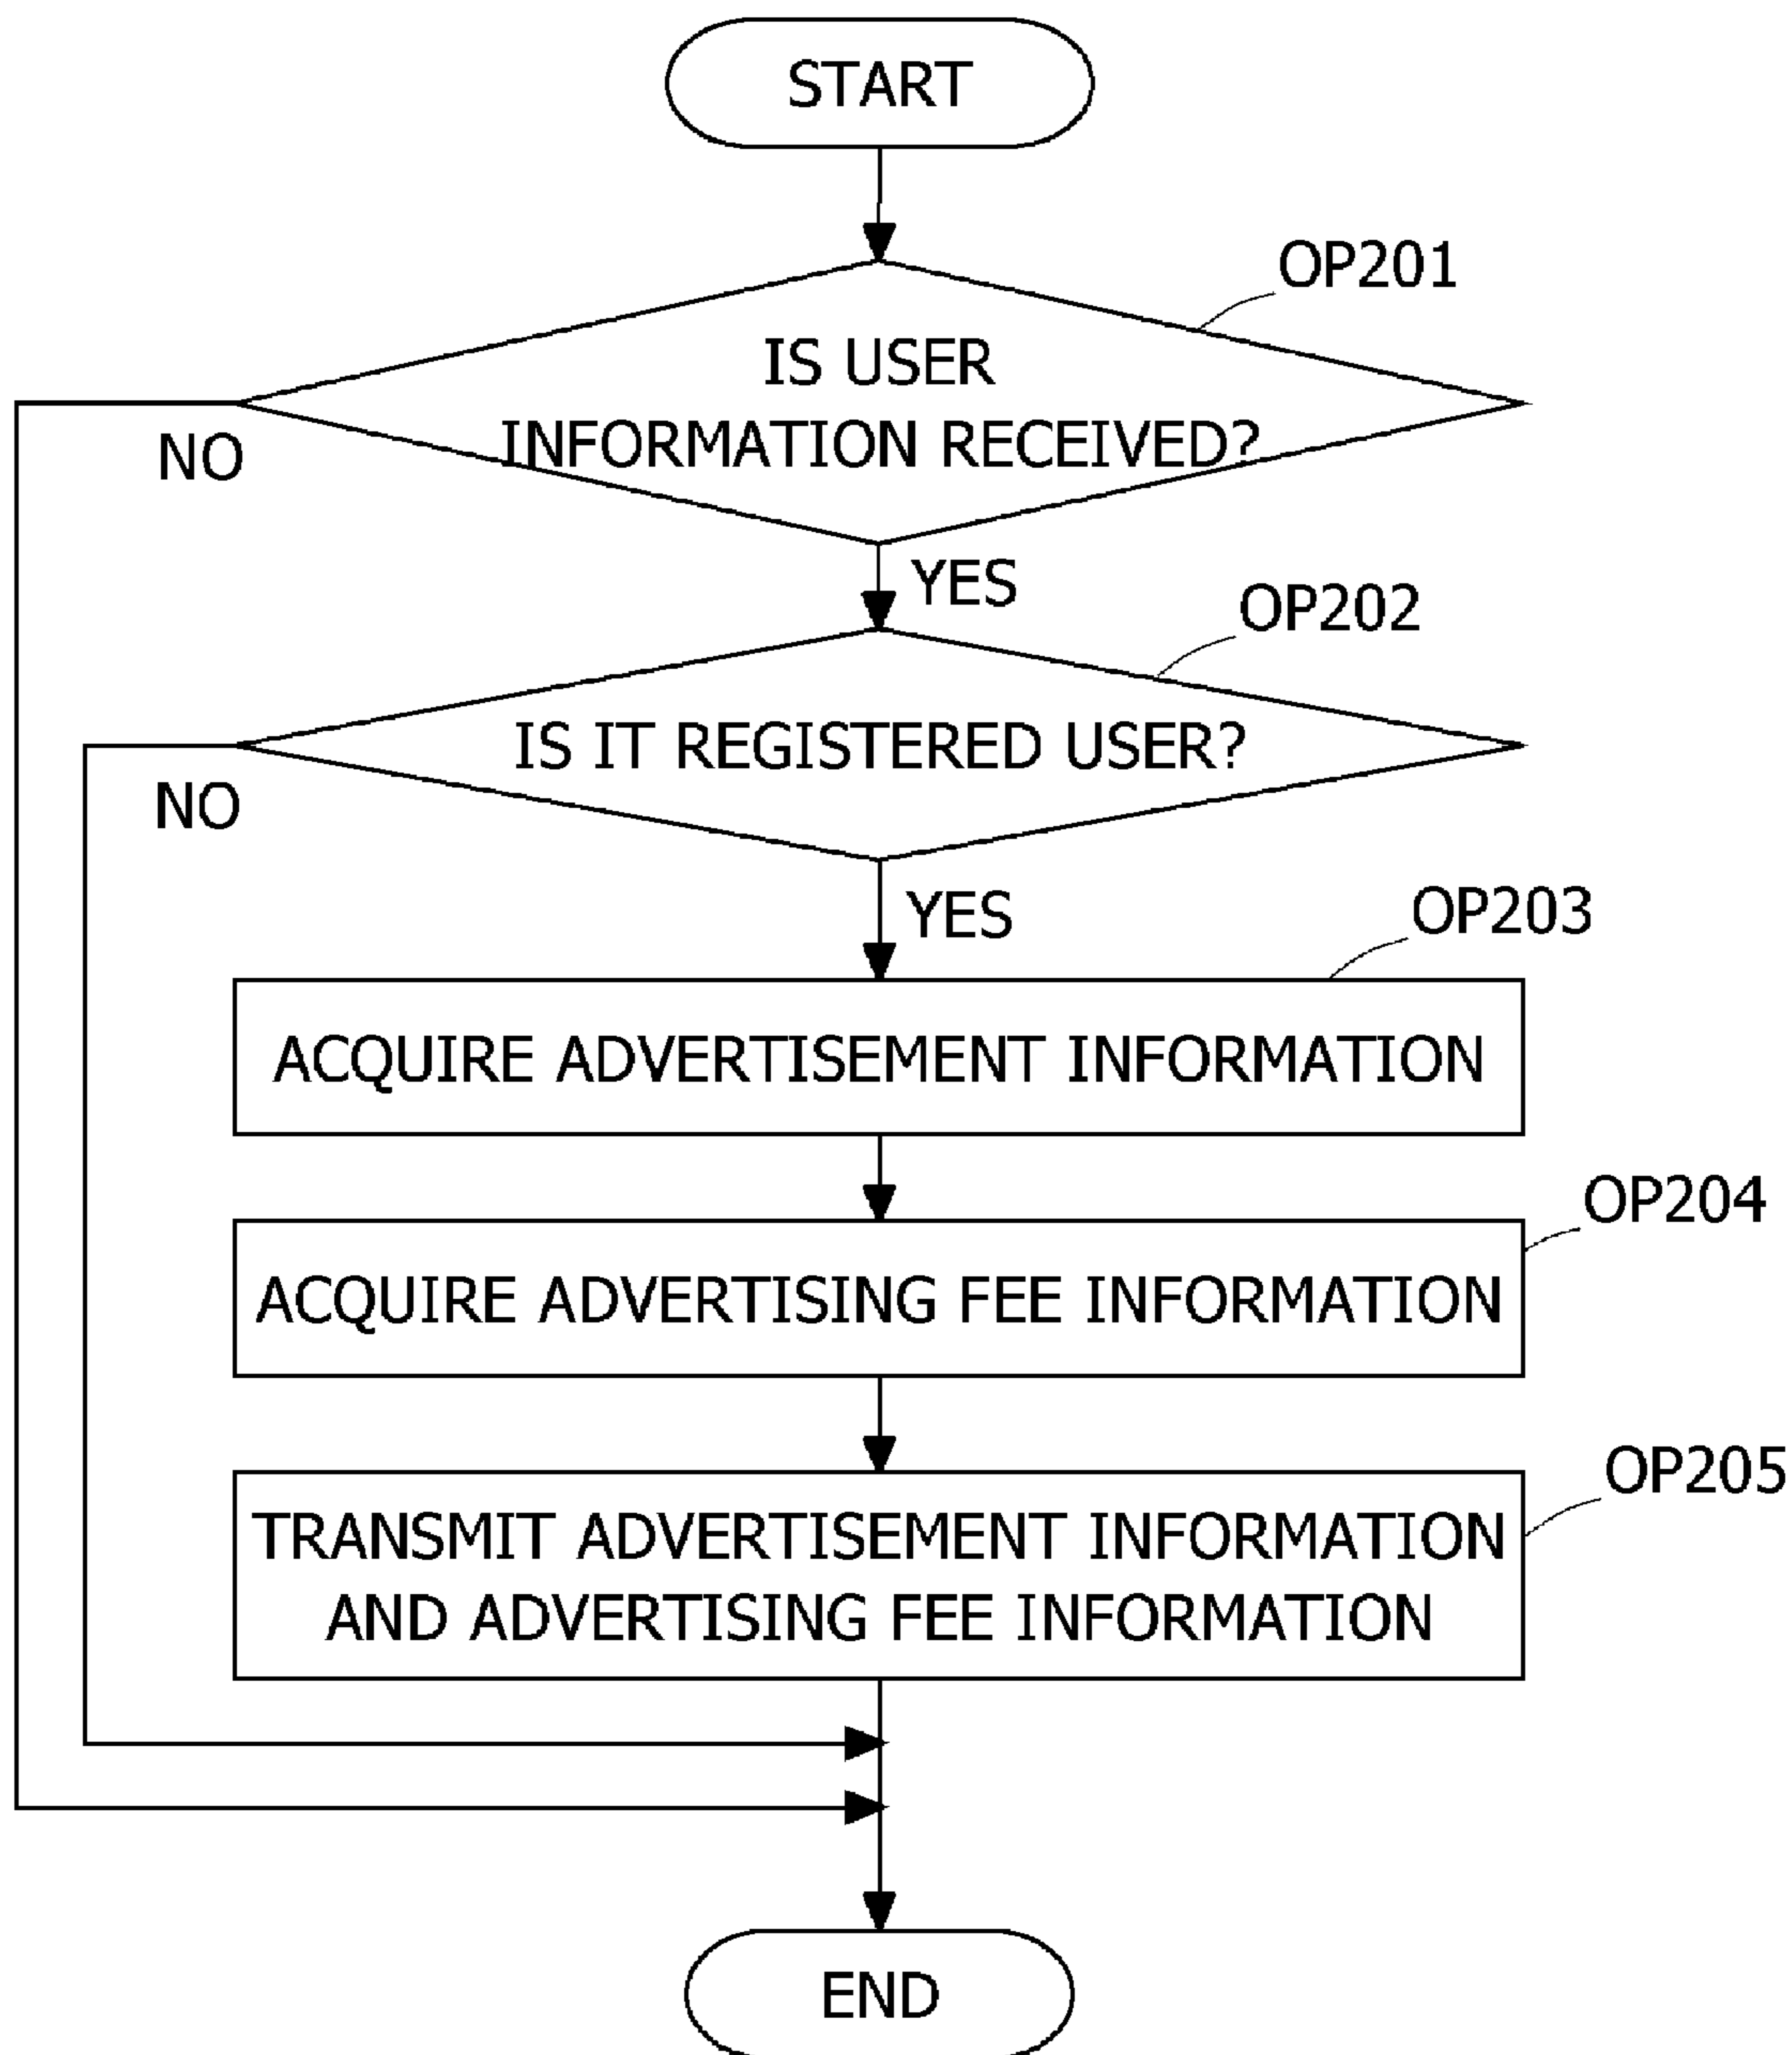 START
OP201
IS USER
INFORMATION RECEIVED?
NO
YES
OP202
IS IT REGISTERED USER?
NO
YES
OP203
ACQUIRE ADVERTISEMENT INFORMATION
OP204
ACQUIRE ADVERTISING FEE INFORMATION
OP205
TRANSMIT ADVERTISEMENT INFORMATION
AND ADVERTISING FEE INFORMATION
END